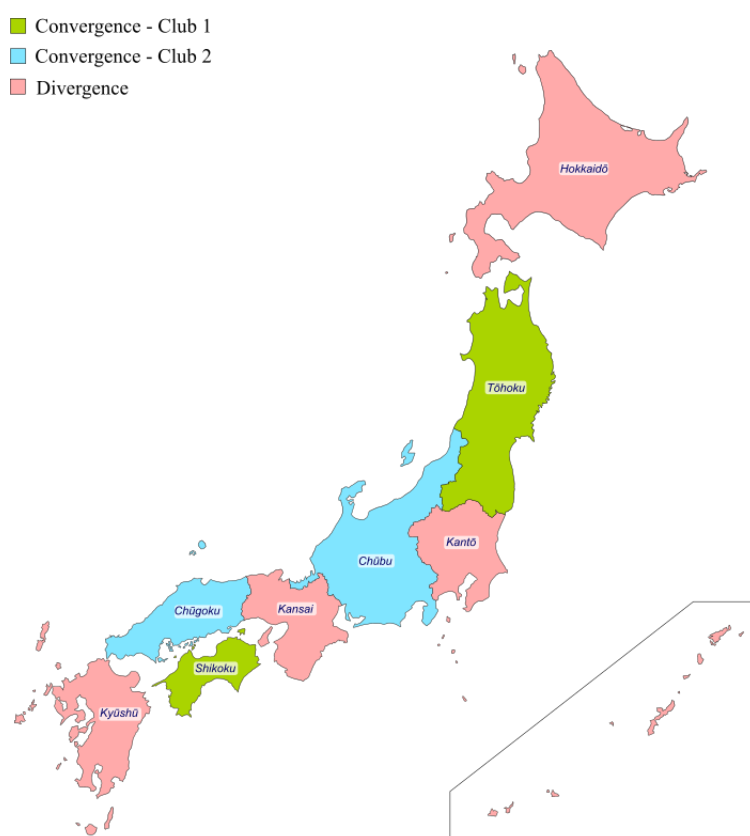 Convergence - Club 1
Convergence - Club 2
Divergence
Hokkaidō
Tōhoku
Kantō
Chūbu
Kansai
Chūgoku
Shikoku
Kyūshū